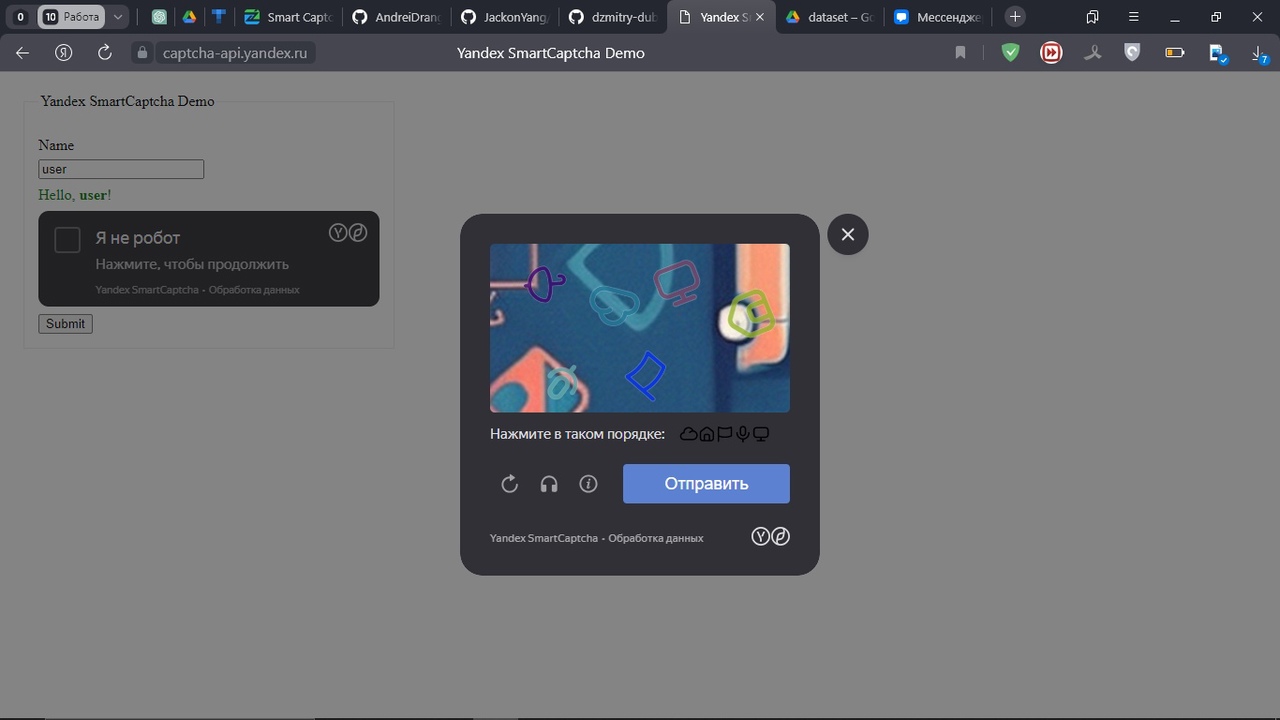 0
10 Работа
Smart Captc
AndreiDran
JackonYang
dzmitry-dub
Yandex S
dataset – Go
Мессендже
captcha-api.yandex.ru
Yandex SmartCaptcha Demo
7
Yandex SmartCaptcha Demo
Name
user
Hello, user!
Я не робот
Нажмите, чтобы продолжить
Yandex SmartCaptcha - Обработка данных
Submit
Нажмите в таком порядке:
Отправить
Yandex SmartCaptcha - Обработка данных